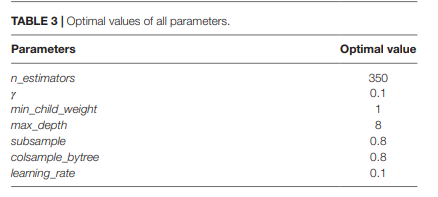 TABLE 3 | Optimal values of all parameters.
Parameters Optimal value
n_estimators 350
γ 0.1
min_child_weight 1
max_depth 8
subsample 0.8
colsample_bytree 0.8
learning_rate 0.1